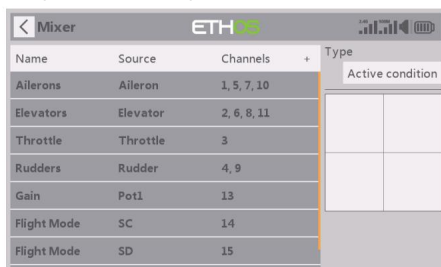 Mixer
ETHOS
Name Source Channels +
Ailerons Aileron 1, 5, 7, 10
Elevators Elevator 2, 6, 8, 11
Throttle Throttle 3
Rudders Rudder 4, 9
Gain Pot1 13
Flight Mode SC 14
Flight Mode SD 15
Type
Active condition